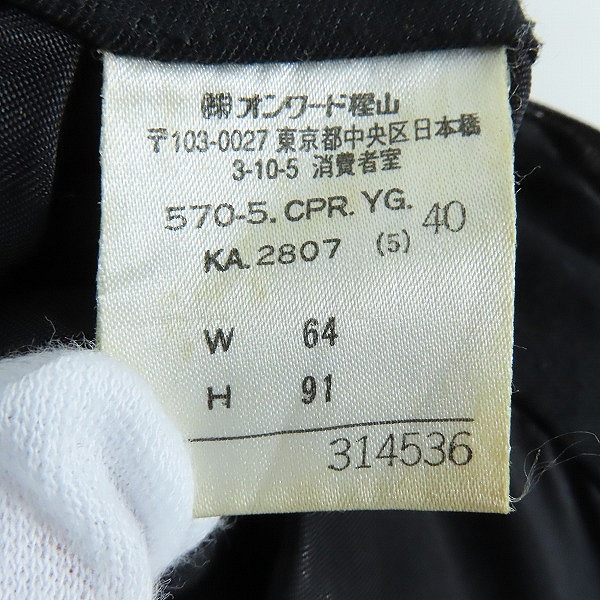 ㈱オンワード樫山
〒103-0027 東京都中央区日本橋
3-10-5 消費者室
570-5. CPR. YG. 40
KA. 2807 (5)
W 64
H 91
314536